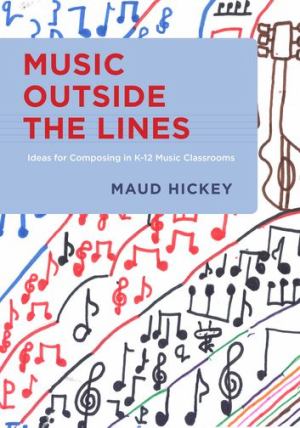 MUSIC
OUTSIDE
THE LINES
Ideas for Composing in K-12 Music Classrooms
MAUD HICKEY